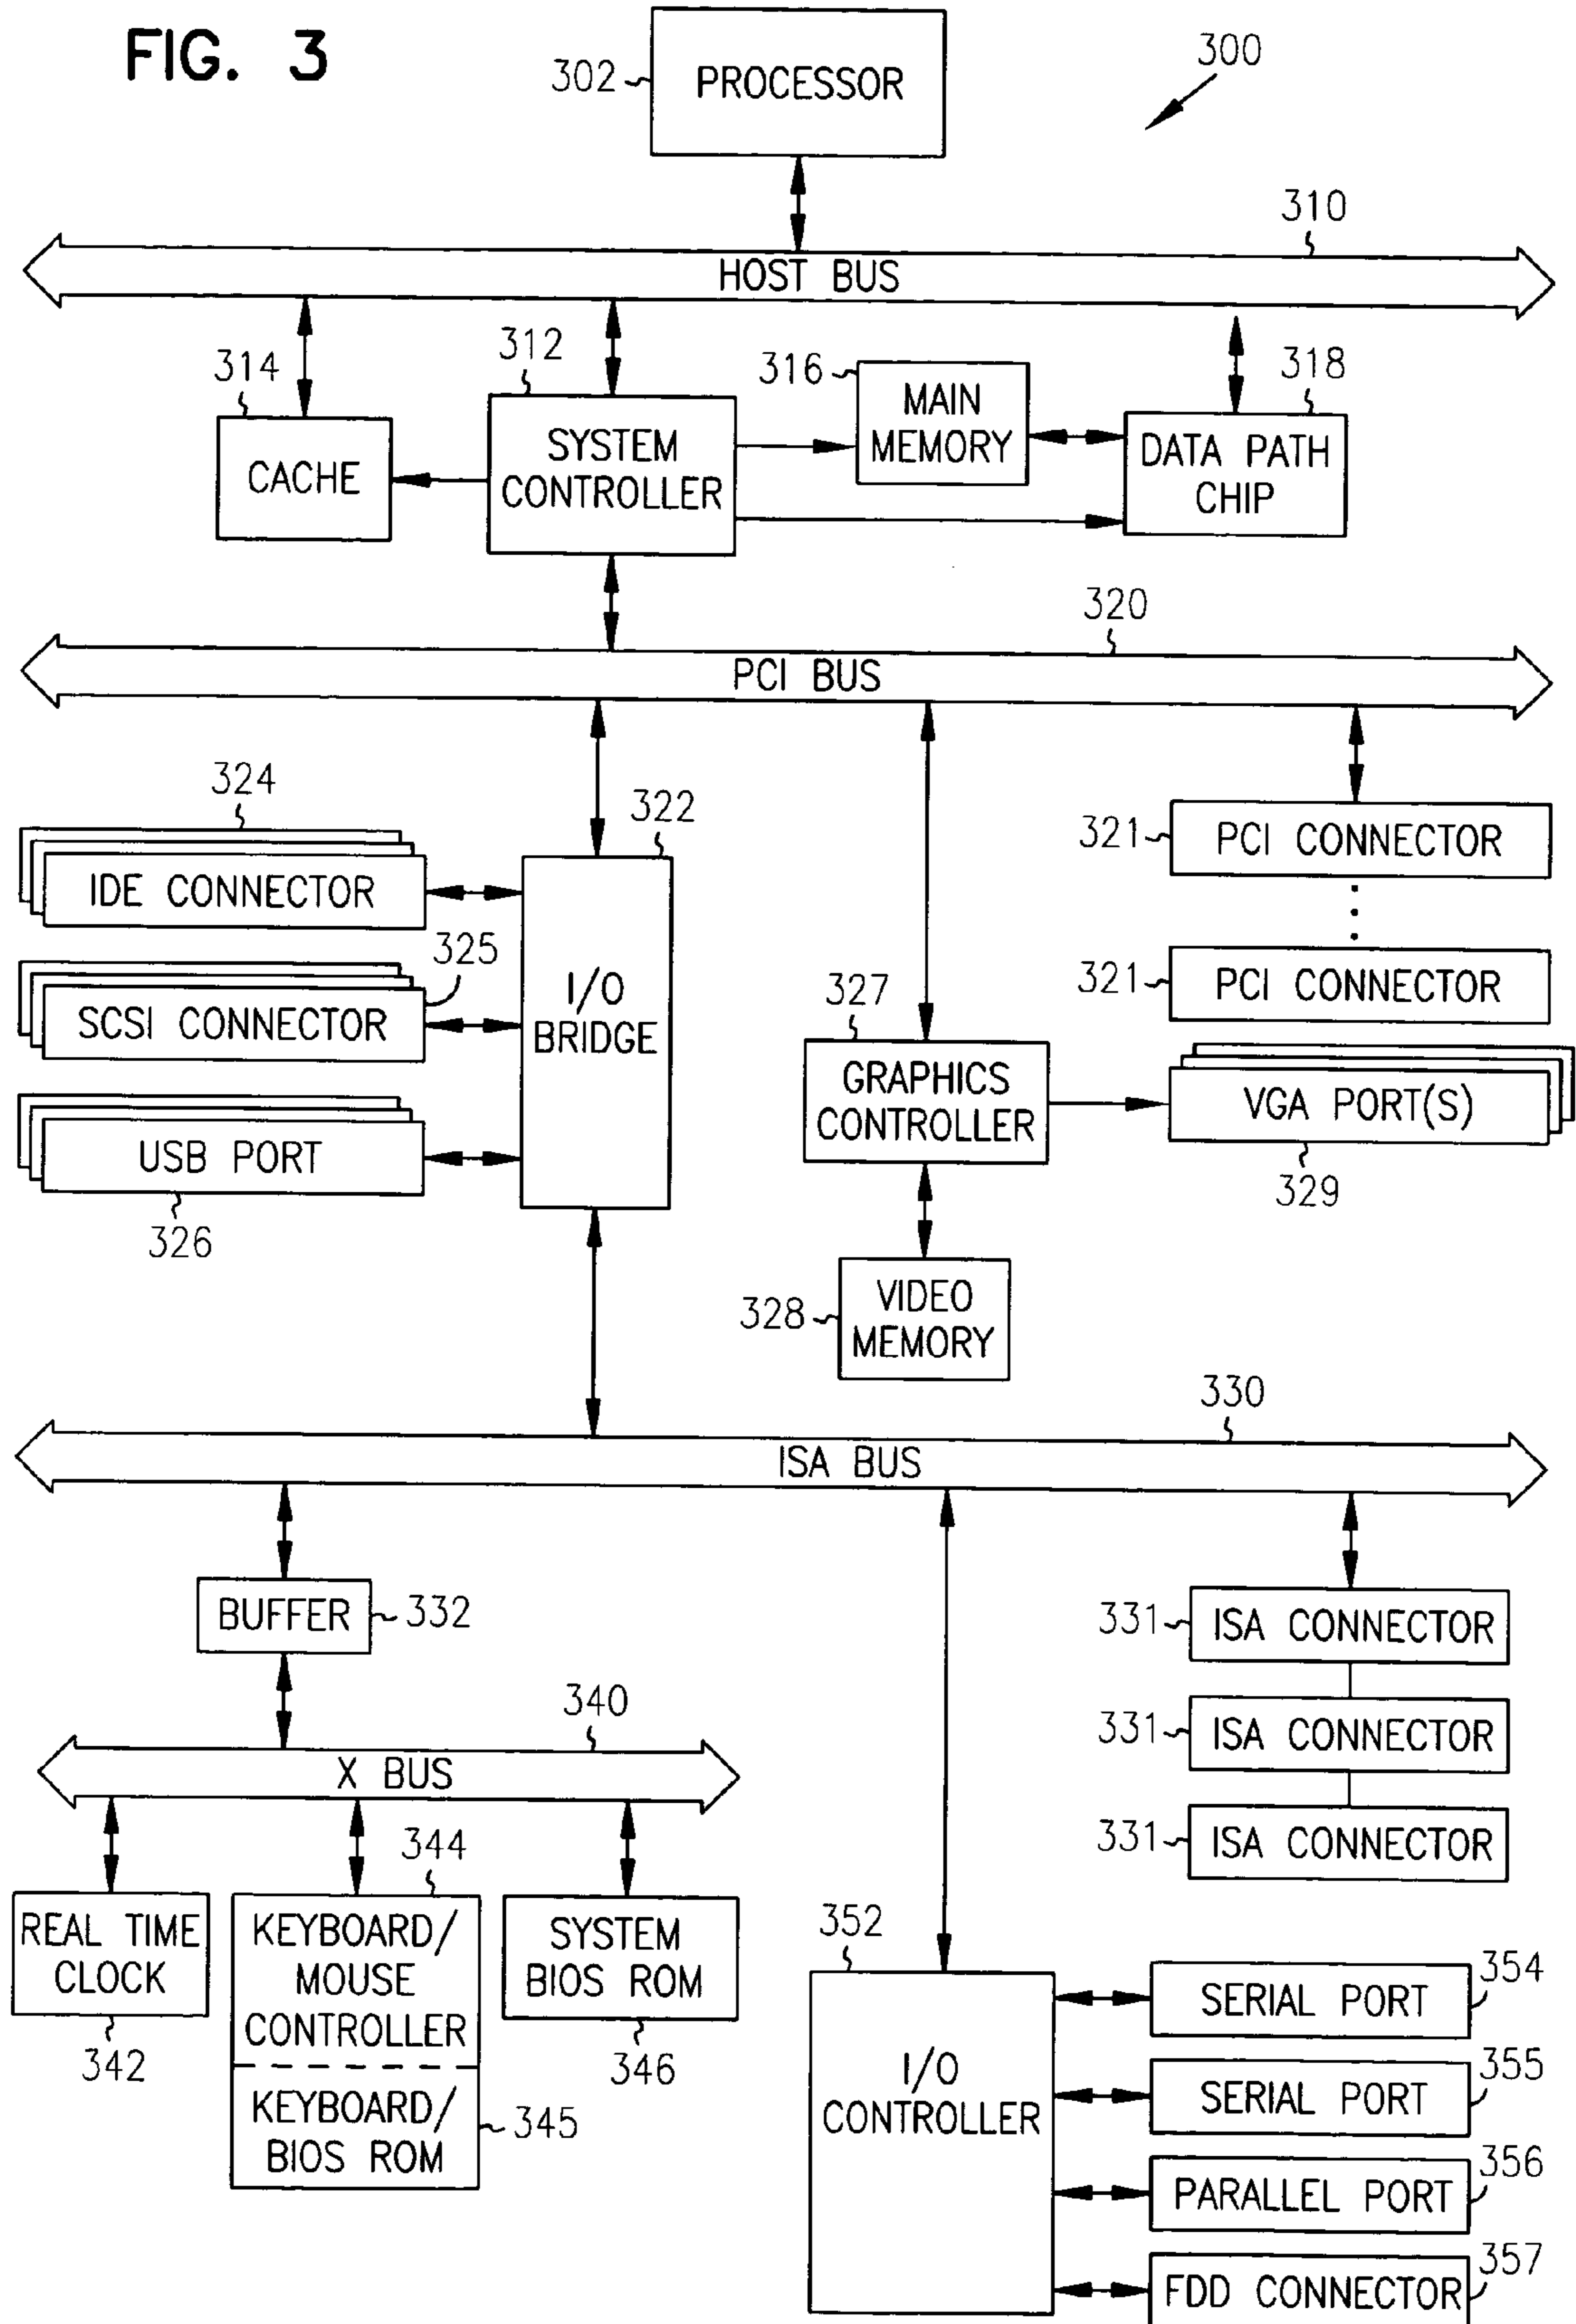 FIG. 3
PROCESSOR
302
300
310
HOST BUS
314
312
316
318
CACHE
SYSTEM
CONTROLLER
MAIN
MEMORY
DATA PATH
CHIP
320
PCI BUS
324
322
IDE CONNECTOR
325
SCSI CONNECTOR
USB PORT
326
I/O
BRIDGE
321
PCI CONNECTOR
321
PCI CONNECTOR
327
GRAPHICS
CONTROLLER
VGA PORT(S)
329
328
VIDEO
MEMORY
330
ISA BUS
BUFFER
332
331
ISA CONNECTOR
331
ISA CONNECTOR
331
ISA CONNECTOR
340
X BUS
344
REAL TIME
CLOCK
342
KEYBOARD/
MOUSE
CONTROLLER
KEYBOARD/
BIOS ROM
345
SYSTEM
BIOS ROM
346
352
I/O
CONTROLLER
SERIAL PORT
354
SERIAL PORT
355
PARALLEL PORT
356
FDD CONNECTOR
357